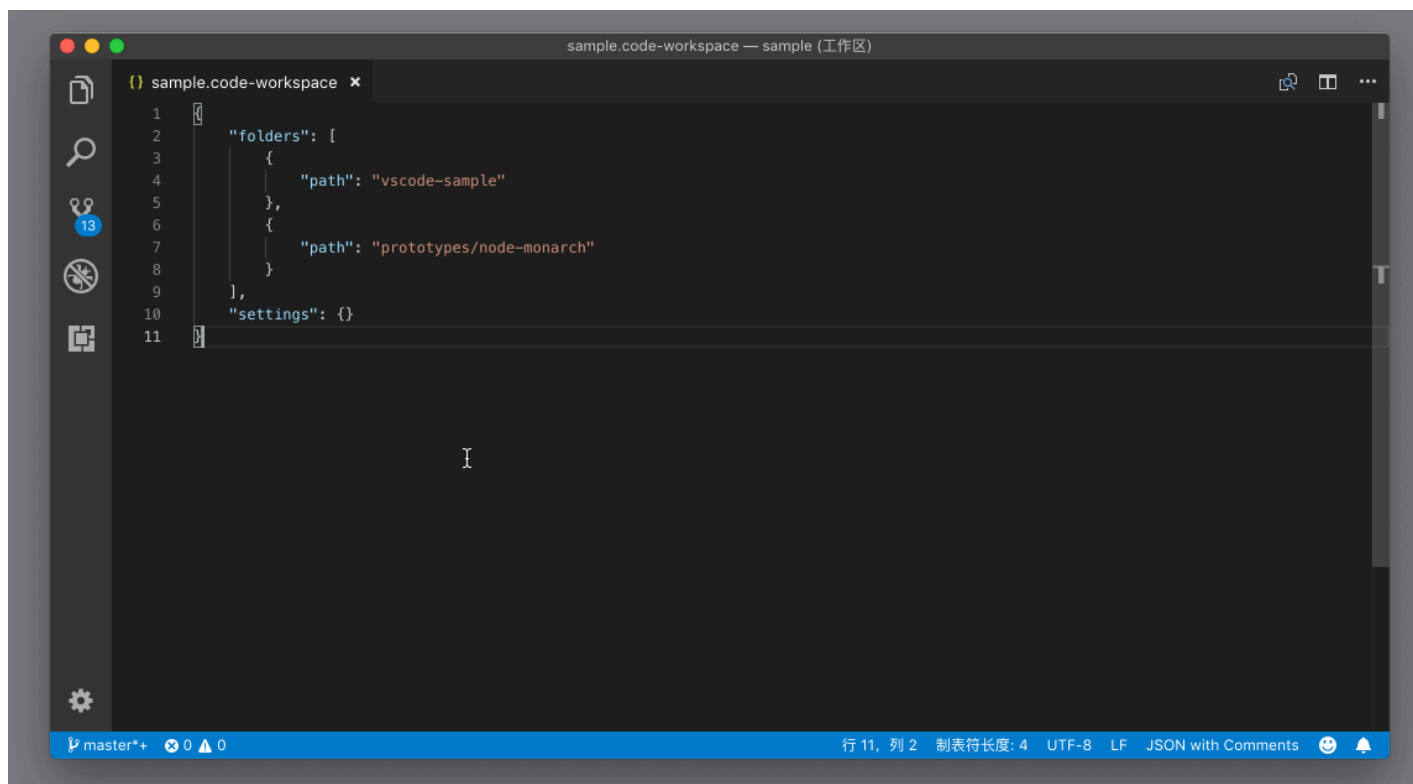 sample.code-workspace — sample (工作区)
{} sample.code-workspace ×
1 {
2     "folders": [
3         {
4             "path": "vscode-sample"
5         },
6         {
7             "path": "prototypes/node-monarch"
8         }
9     ],
10     "settings": {}
11 }
13
master*+ 0 0 行 11，列 2 制表符长度: 4 UTF-8 LF JSON with Comments